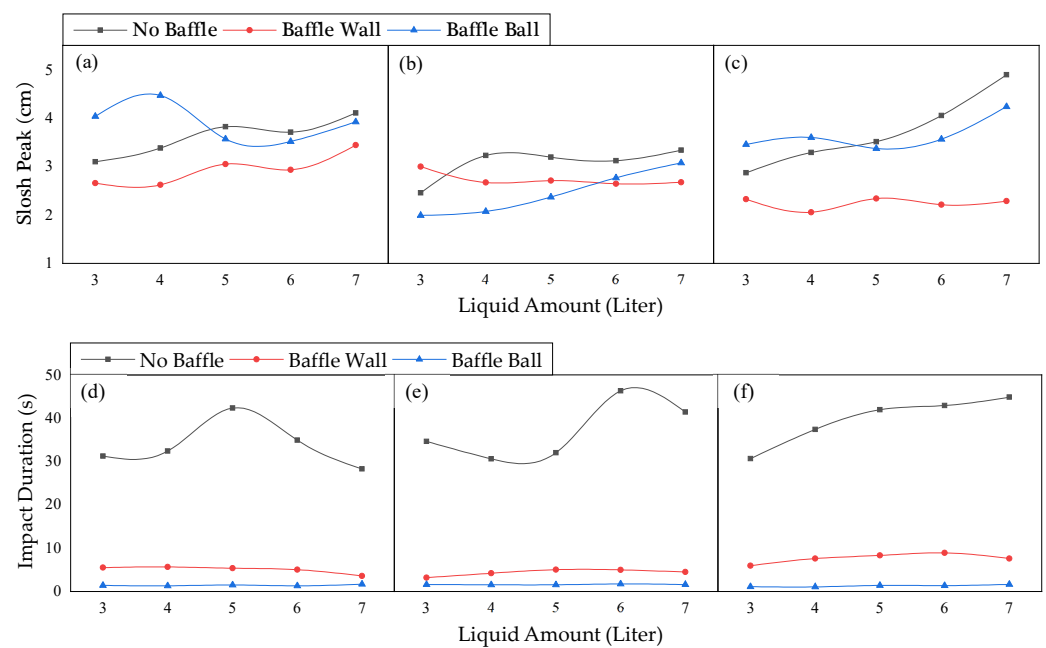 No Baffle Baffle Wall Baffle Ball
(a) (b) (c)
5
4
3
2
1
Slosh Peak (cm)
3 4 5 6 7 3 4 5 6 7 3 4 5 6 7
Liquid Amount (Liter)
No Baffle Baffle Wall Baffle Ball
(d) (e) (f)
50
40
30
20
10
0
Impact Duration (s)
3 4 5 6 7 3 4 5 6 7 3 4 5 6 7
Liquid Amount (Liter)